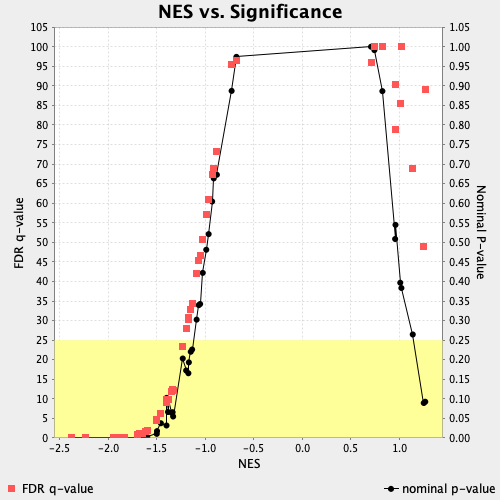 NES vs. Significance
105 100 95 90 85 80 75 70 65 60 55 50 45 40 35 30 25 20 15 10 5 0
FDR q-value
1.05 1.00 0.95 0.90 0.85 0.80 0.75 0.70 0.65 0.60 0.55 0.50 0.45 0.40 0.35 0.30 0.25 0.20 0.15 0.10 0.05 0.00
Nominal P-value
-2.5 -2.0 -1.5 -1.0 -0.5 0.0 0.5 1.0
NES
FDR q-value
nominal p-value